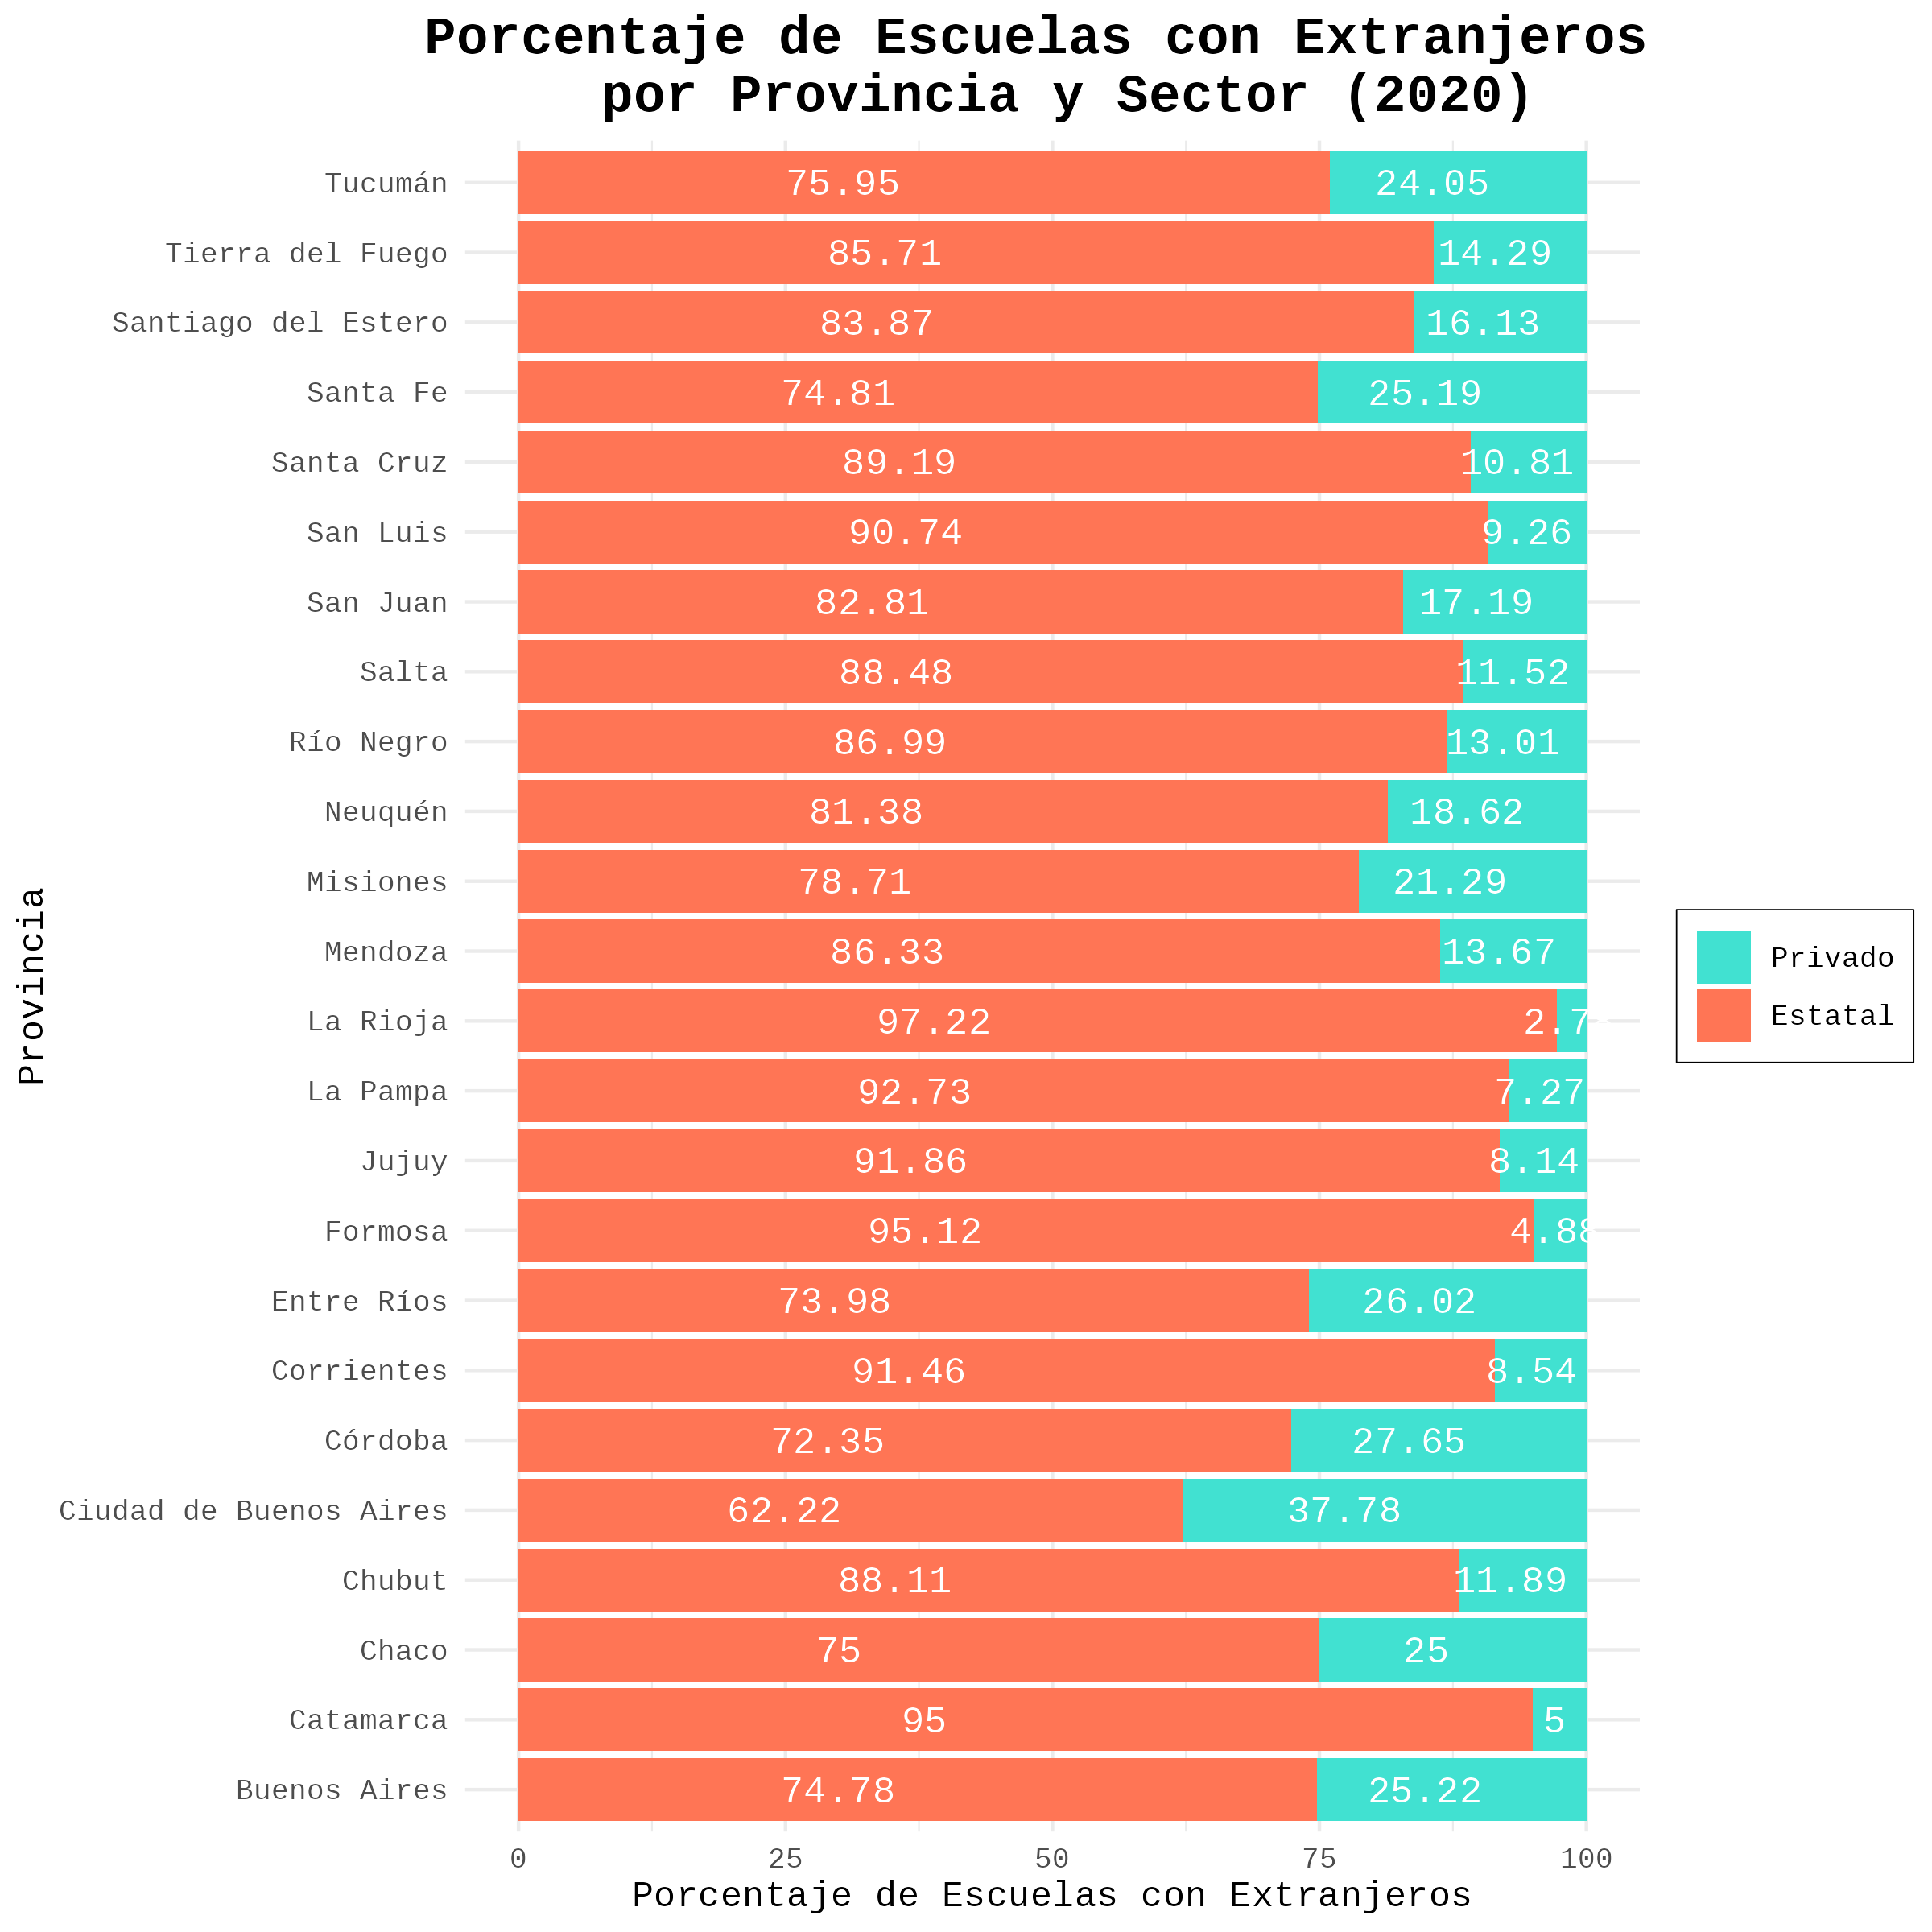 Porcentaje de Escuelas con Extranjeros
por Provincia y Sector (2020)
Tucumán 75.95 24.05
Tierra del Fuego 85.71 14.29
Santiago del Estero 83.87 16.13
Santa Fe 74.81 25.19
Santa Cruz 89.19 10.81
San Luis 90.74 9.26
San Juan 82.81 17.19
Salta 88.48 11.52
Río Negro 86.99 13.01
Neuquén 81.38 18.62
Misiones 78.71 21.29
Mendoza 86.33 13.67
La Rioja 97.22
La Pampa 92.73 7.27
Jujuy 91.86 8.14
Formosa 95.12 4.88
Entre Ríos 73.98 26.02
Corrientes 91.46 8.54
Córdoba 72.35 27.65
Ciudad de Buenos Aires 62.22 37.78
Chubut 88.11 11.89
Chaco 75 25
Catamarca 95 5
Buenos Aires 74.78 25.22
0 25 50 75 100
Porcentaje de Escuelas con Extranjeros
Provincia
Privado
Estatal